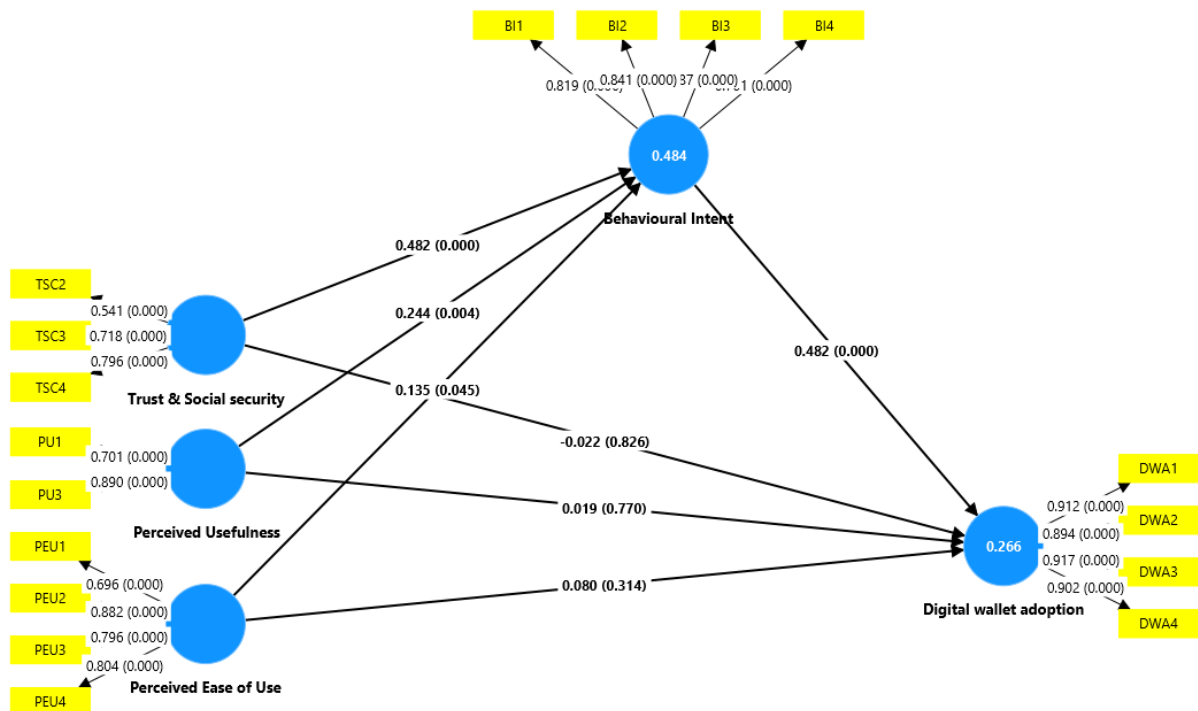 BI1
BI2
BI3
BI4
0.819
0.841 (0.000)
(0.000)
(0.000)
0.484
Behavioural Intent
0.482 (0.000)
0.244 (0.004)
0.135 (0.045)
TSC2
TSC3
TSC4
0.541 (0.000)
0.718 (0.000)
0.796 (0.000)
Trust & Social security
PU1
PU3
0.701 (0.000)
0.890 (0.000)
Perceived Usefulness
PEU1
PEU2
PEU3
PEU4
0.696 (0.000)
0.882 (0.000)
0.796 (0.000)
0.804 (0.000)
Perceived Ease of Use
0.482 (0.000)
-0.022 (0.826)
0.019 (0.770)
0.080 (0.314)
0.266
Digital wallet adoption
0.912 (0.000)
0.894 (0.000)
0.917 (0.000)
0.902 (0.000)
DWA1
DWA2
DWA3
DWA4